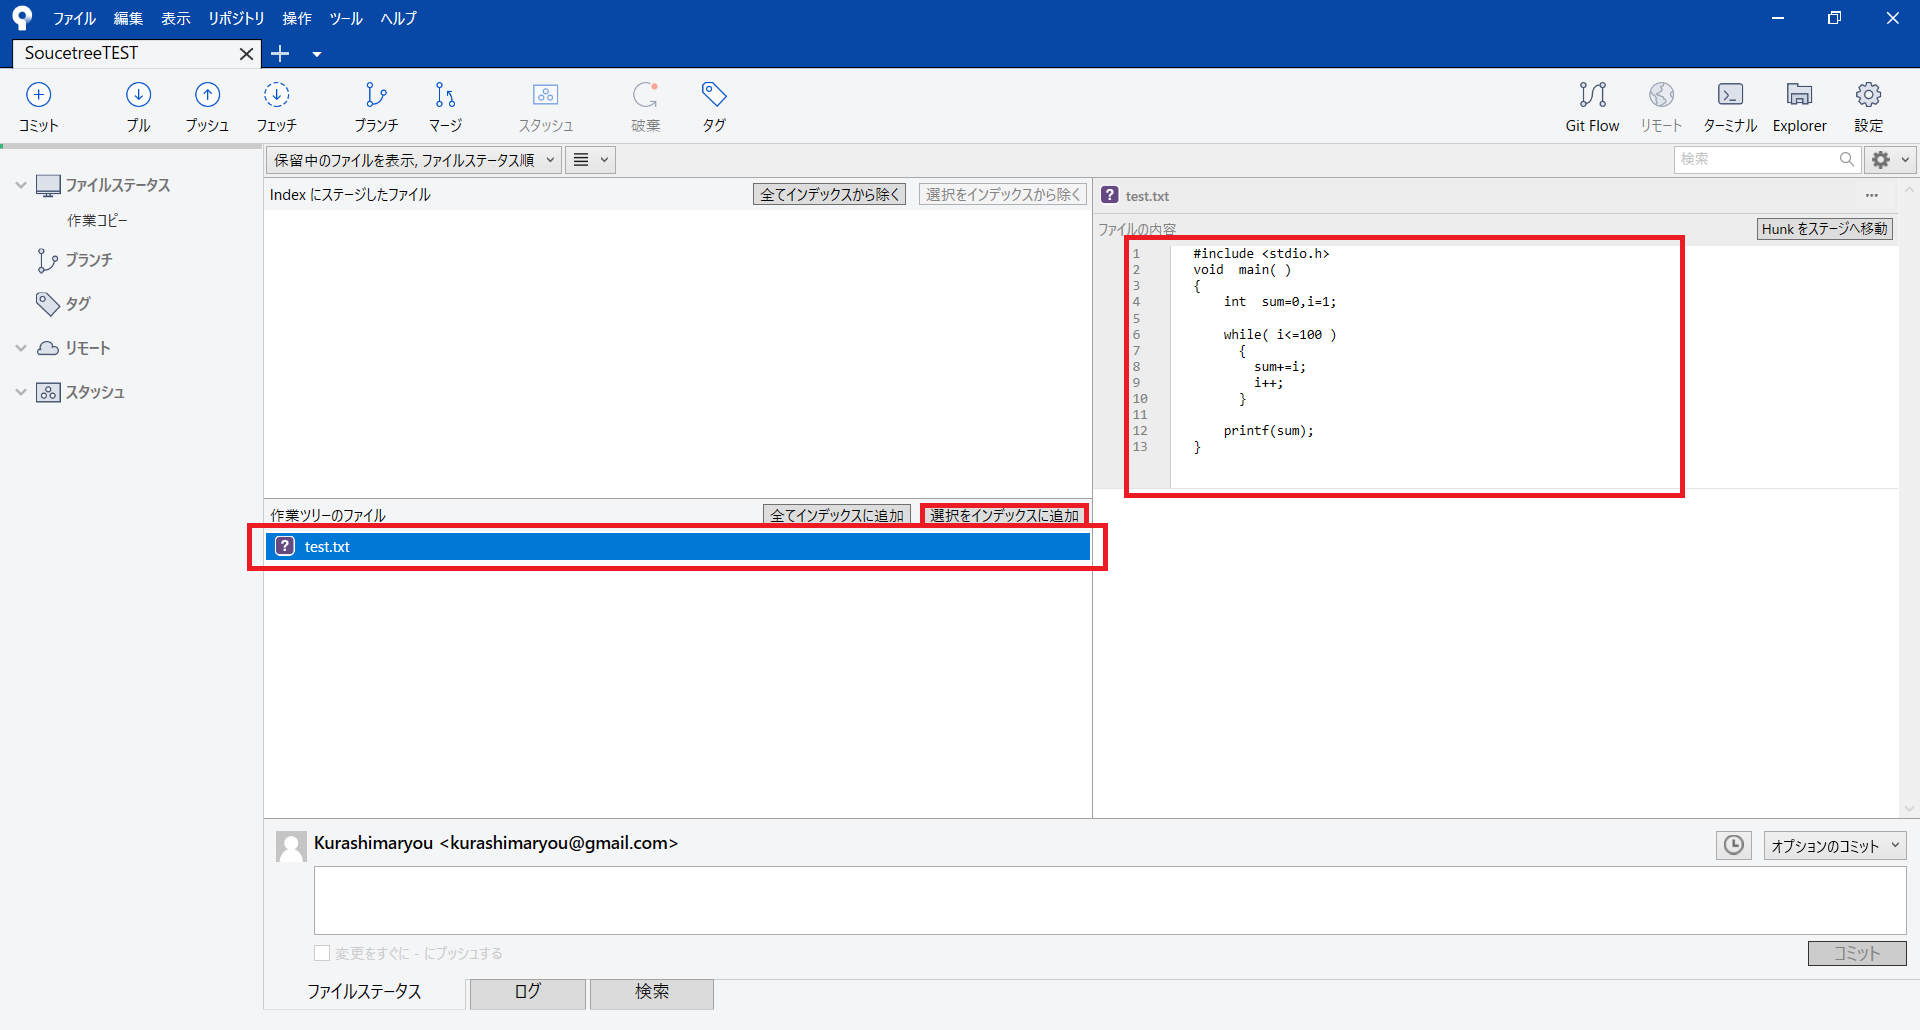 ファイル 編集 表示 リポジトリ 操作 ツール ヘルプ
SoucetreeTEST
コミット プル プッシュ フェッチ ブランチ マージ スタッシュ 破棄 タグ Git Flow リモート ターミナル Explorer 設定
保留中のファイルを表示, ファイルステータス順
検索
ファイルステータス
作業コピー
ブランチ
タグ
リモート
スタッシュ
Index にステージしたファイル
全てインデックスから除く 選択をインデックスから除く
作業ツリーのファイル
全てインデックスに追加 選択をインデックスに追加
? test.txt
? test.txt
ファイルの内容
Hunk をステージへ移動
1 #include <stdio.h>
2 void  main( )
3 {
4     int  sum=0,i=1;
5
6     while( i<=100 )
7       {
8         sum+=i;
9         i++;
10       }
11
12     printf(sum);
13 }
Kurashimaryou <kurashimaryou@gmail.com>
オプションのコミット
変更をすぐに - にプッシュする
コミット
ファイルステータス ログ 検索